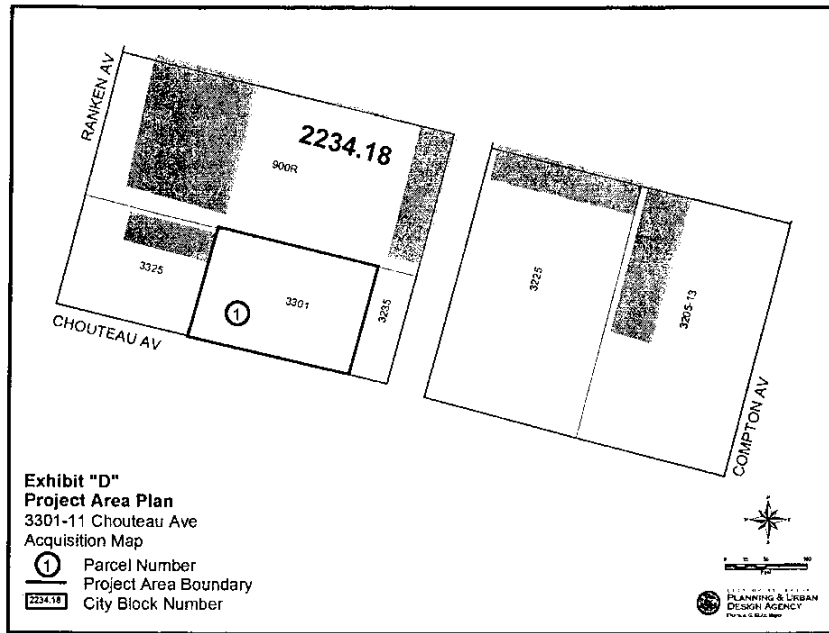 RANKEN AV
2234.18
900R
3325
3301
3235
1
CHOUTEAU AV
3225
3205-13
COMPTON AV
Exhibit "D"
Project Area Plan
3301-11 Chouteau Ave
Acquisition Map
1 Parcel Number
Project Area Boundary
2234.18 City Block Number
Feet
PLANNING & URBAN
DESIGN AGENCY